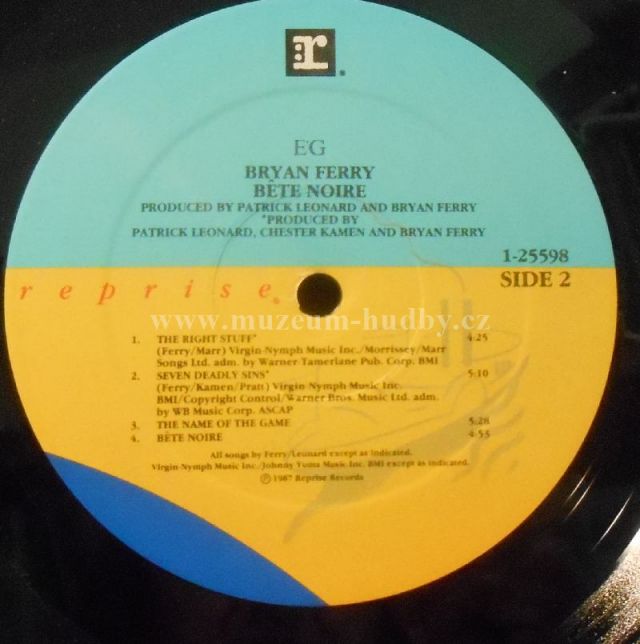 r
EG
BRYAN FERRY
BÊTE NOIRE
PRODUCED BY PATRICK LEONARD AND BRYAN FERRY
*PRODUCED BY
PATRICK LEONARD, CHESTER KAMEN AND BRYAN FERRY
1-25598
SIDE 2
reprise
www.muzeum-hudby.cz
1. THE RIGHT STUFF* 4:25
(Ferry/Marr) Virgin-Nymph Music Inc./Morrissey/Marr
Songs Ltd. adm. by Warner-Tamerlane Pub. Corp. BMI
2. SEVEN DEADLY SINS* 5:10
(Ferry/Kamen/Pratt) Virgin-Nymph Music Inc.
BMI/Copyright Control/Warner Bros. Music Ltd. adm.
by WB Music Corp. ASCAP
3. THE NAME OF THE GAME 5:28
4. BÊTE NOIRE 4:53
All songs by Ferry/Leonard except as indicated.
Virgin-Nymph Music Inc./Johnny Yuma Music Inc. BMI except as indicated.
℗ 1987 Reprise Records